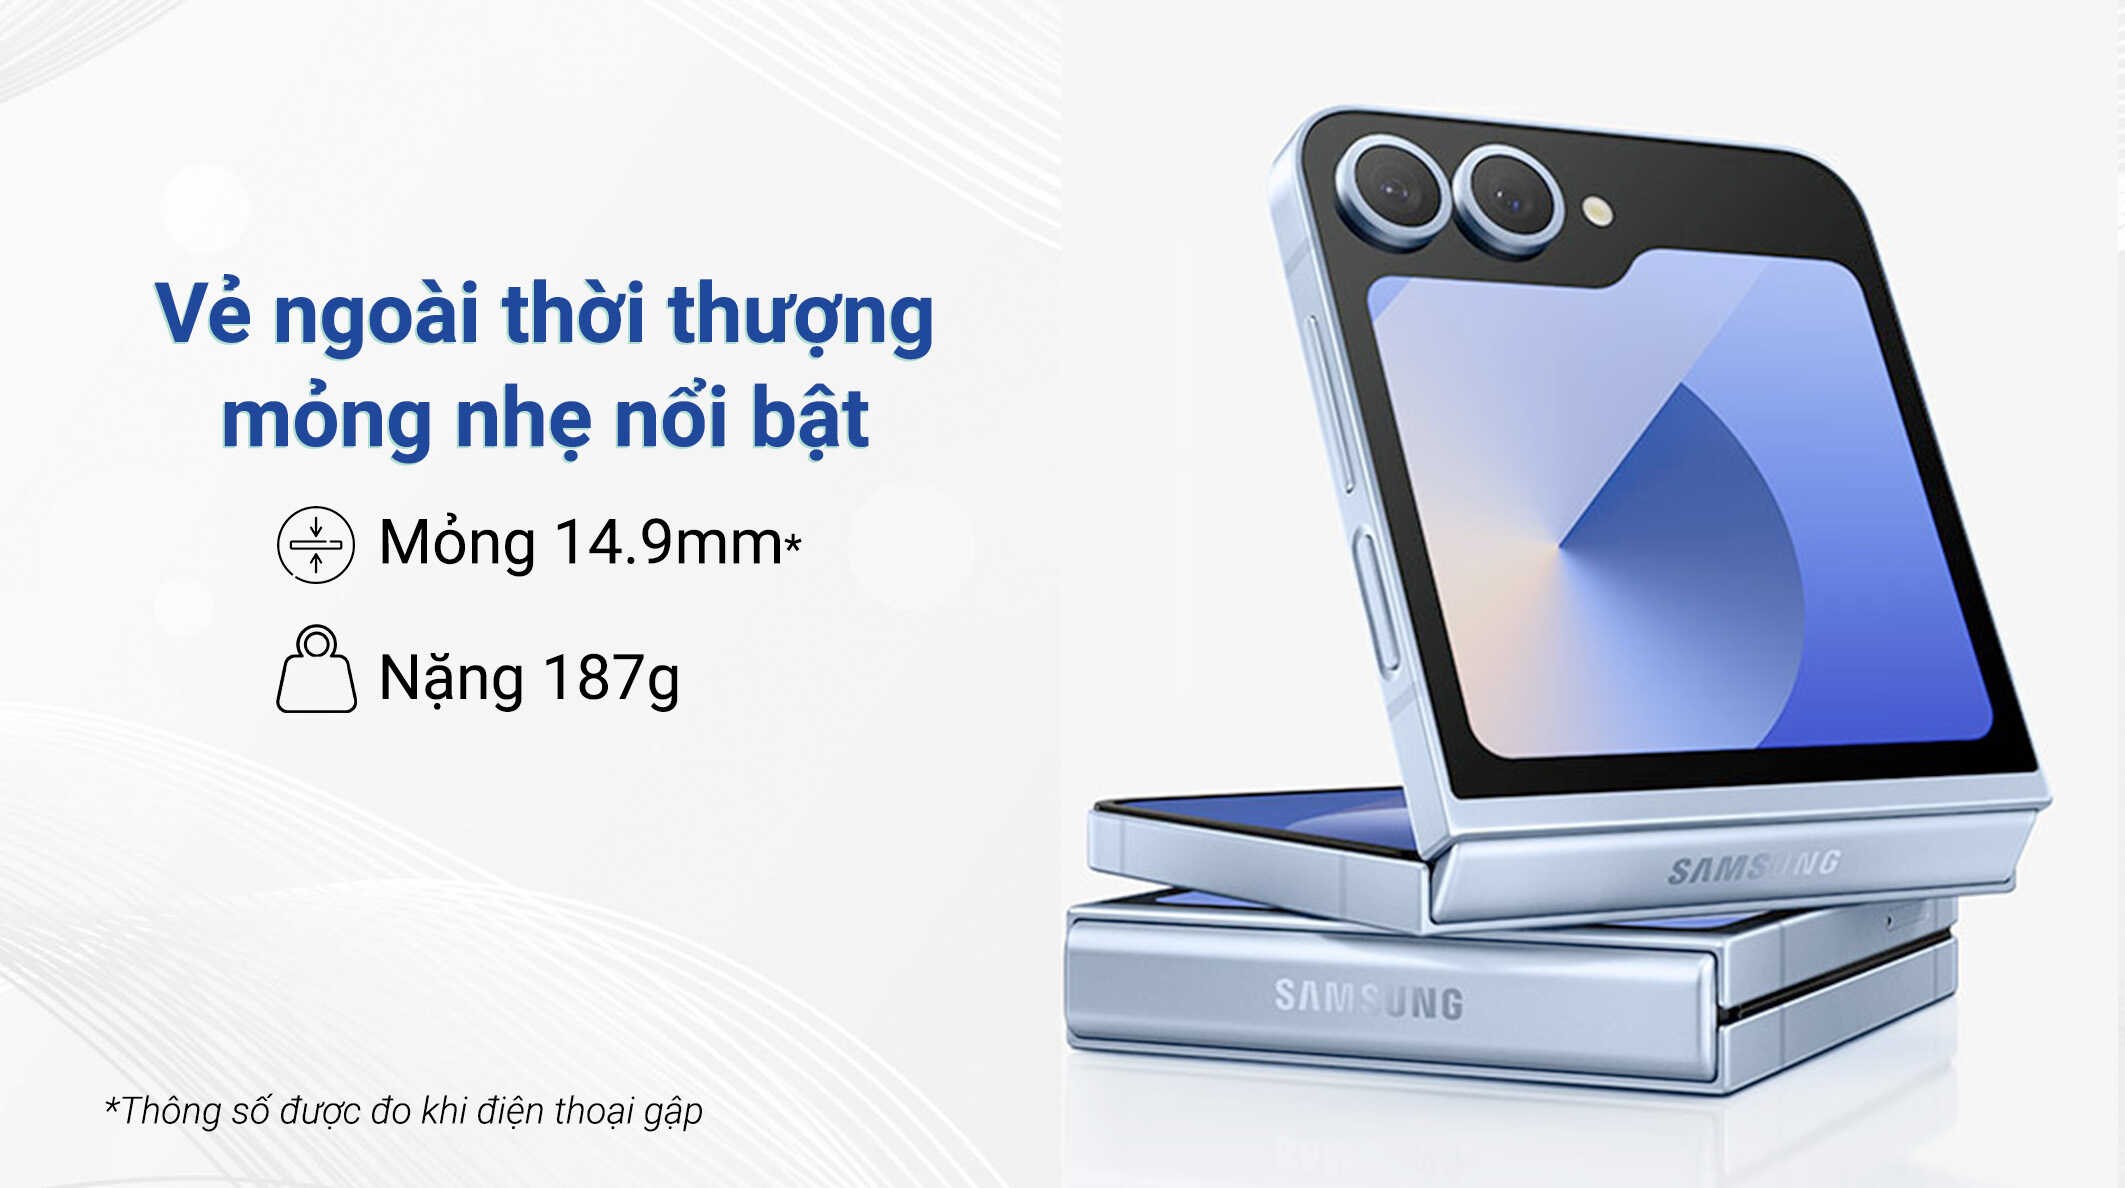 Vẻ ngoài thời thượng
mỏng nhẹ nổi bật
Mỏng 14.9mm*
Nặng 187g
SAMSUNG
SAMSUNG
*Thông số được đo khi điện thoại gập